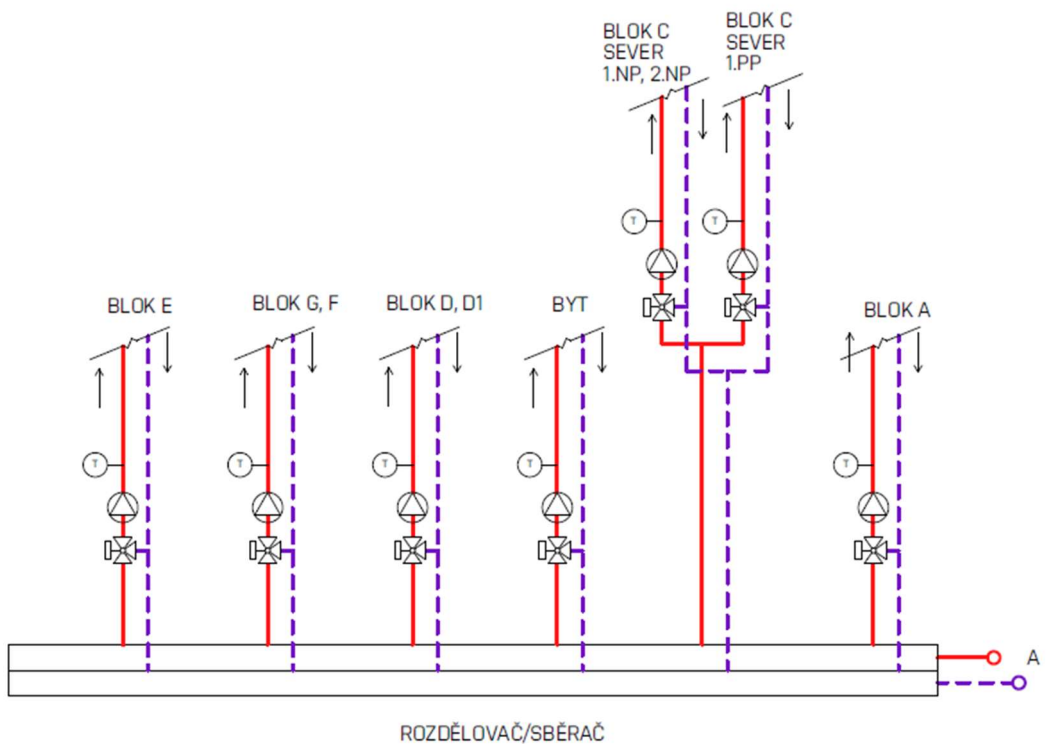 BLOK C
SEVER
1.NP, 2.NP
BLOK C
SEVER
1.PP
T
T
BLOK E
BLOK G, F
BLOK D, D1
BYT
BLOK A
T
T
T
T
T
A
ROZDĚLOVAČ/SBĚRAČ